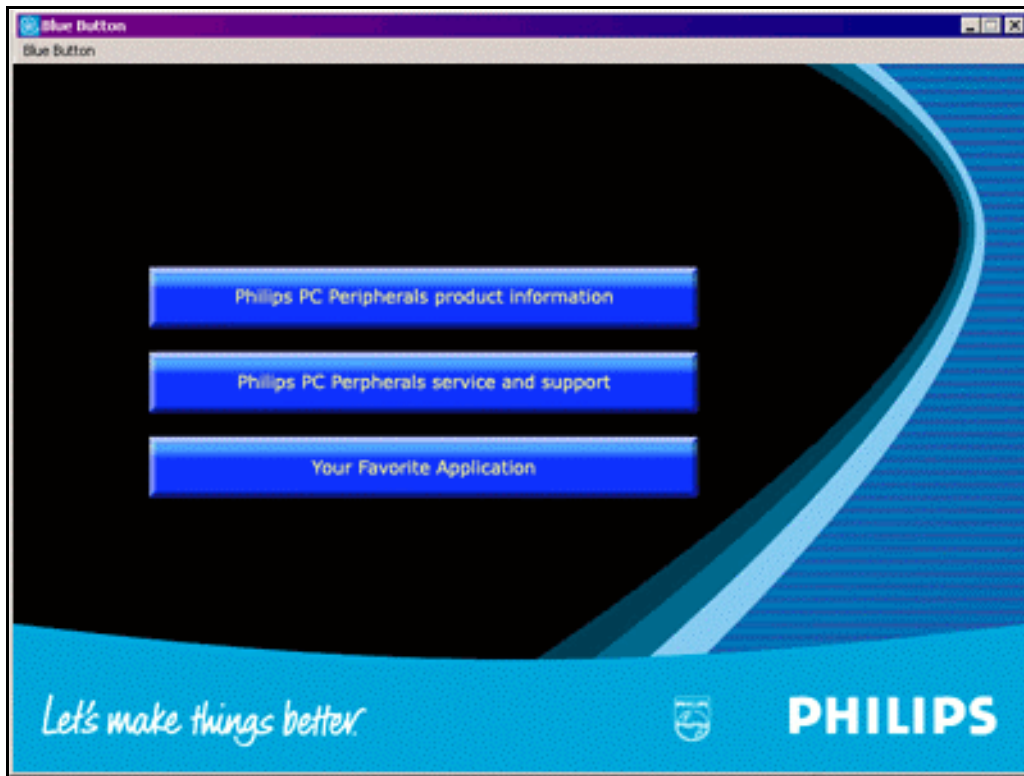 Blue Button
Blue Button
Philips PC Peripherals product information
Philips PC Perpherals service and support
Your Favorite Application
Let's make things better.
PHILIPS